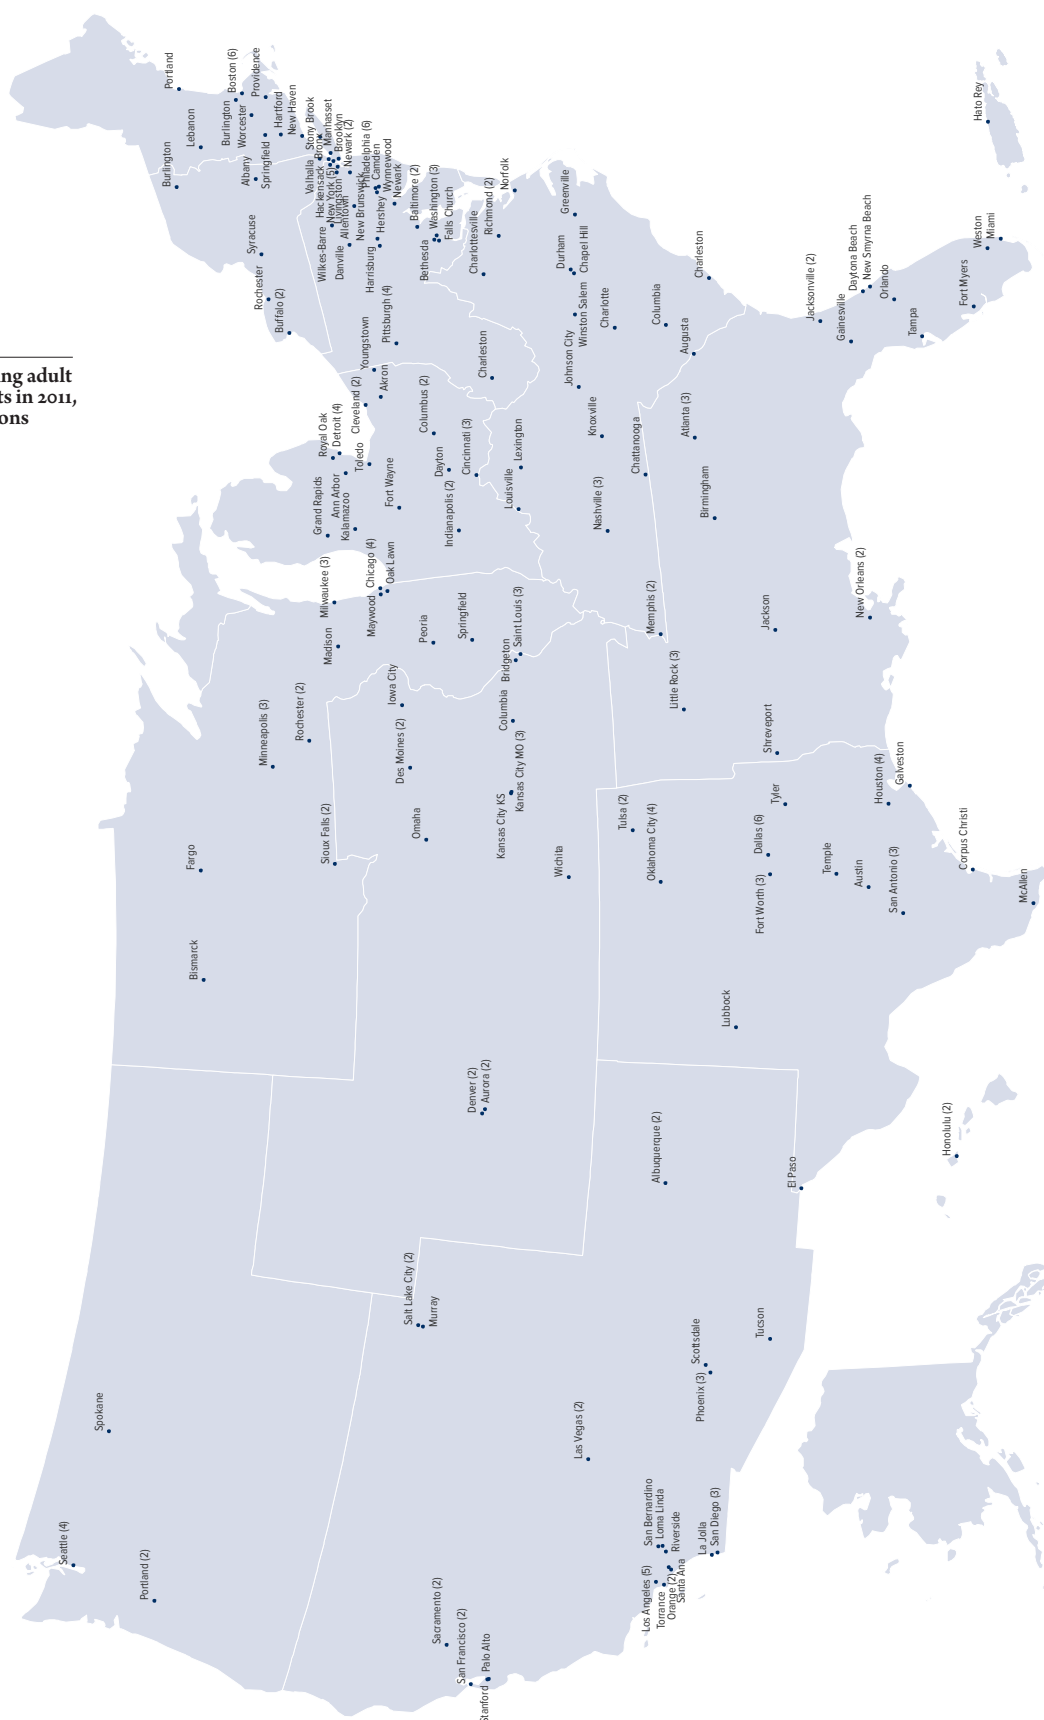 ng adult
ts in 2011,
ons
Portland
Boston (6)
Providence
Burlington
Worcester
Hartford
New Haven
Lebanon
Burlington
Albany
Springfield
Stony Brook
Manhasset
Bronx
Brooklyn
Newark (2)
Valhalla
Hackensack
New York (5)
Livingston
Allentown
New Brunswick
Philadelphia (6)
Camden
Wynnewood
Newark
Hershey
Wilkes-Barre
Danville
Harrisburg
Syracuse
Rochester
Buffalo (2)
Baltimore (2)
Washington (3)
Falls Church
Bethesda
Charlottesville
Richmond (2)
Norfolk
Greenville
Durham
Chapel Hill
Winston Salem
Charlotte
Columbia
Charleston
Augusta
Johnson City
Knoxville
Chattanooga
Atlanta (3)
Birmingham
Nashville (3)
Jacksonville (2)
Gainesville
Daytona Beach
New Smyrna Beach
Orlando
Tampa
Fort Myers
Weston
Miami
Hato Rey
Pittsburgh (4)
Youngstown
Akron
Cleveland (2)
Charleston
Columbus (2)
Dayton
Cincinnati (3)
Lexington
Louisville
Indianapolis (2)
Fort Wayne
Toledo
Royal Oak
Detroit (4)
Ann Arbor
Grand Rapids
Kalamazoo
Milwaukee (3)
Madison
Chicago (4)
Oak Lawn
Maywood
Peoria
Springfield
Saint Louis (3)
Bridgeton
Columbia
Kansas City MO (3)
Kansas City KS
Iowa City
Des Moines (2)
Omaha
Minneapolis (3)
Rochester (2)
Sioux Falls (2)
Fargo
Bismarck
Wichita
Memphis (2)
Little Rock (3)
Jackson
New Orleans (2)
Shreveport
Tulsa (2)
Oklahoma City (4)
Tyler
Dallas (6)
Fort Worth (3)
Temple
Austin
San Antonio (3)
Houston (4)
Galveston
Corpus Christi
McAllen
Lubbock
El Paso
Albuquerque (2)
Denver (2)
Aurora (2)
Honolulu (2)
Salt Lake City (2)
Murray
Scottsdale
Phoenix (3)
Tucson
Las Vegas (2)
Spokane
Seattle (4)
Portland (2)
Sacramento (2)
San Francisco (2)
Palo Alto
Stanford
San Bernardino
Loma Linda
Riverside
Los Angeles (5)
Torrance
Orange (2)
Santa Ana
La Jolla
San Diego (3)